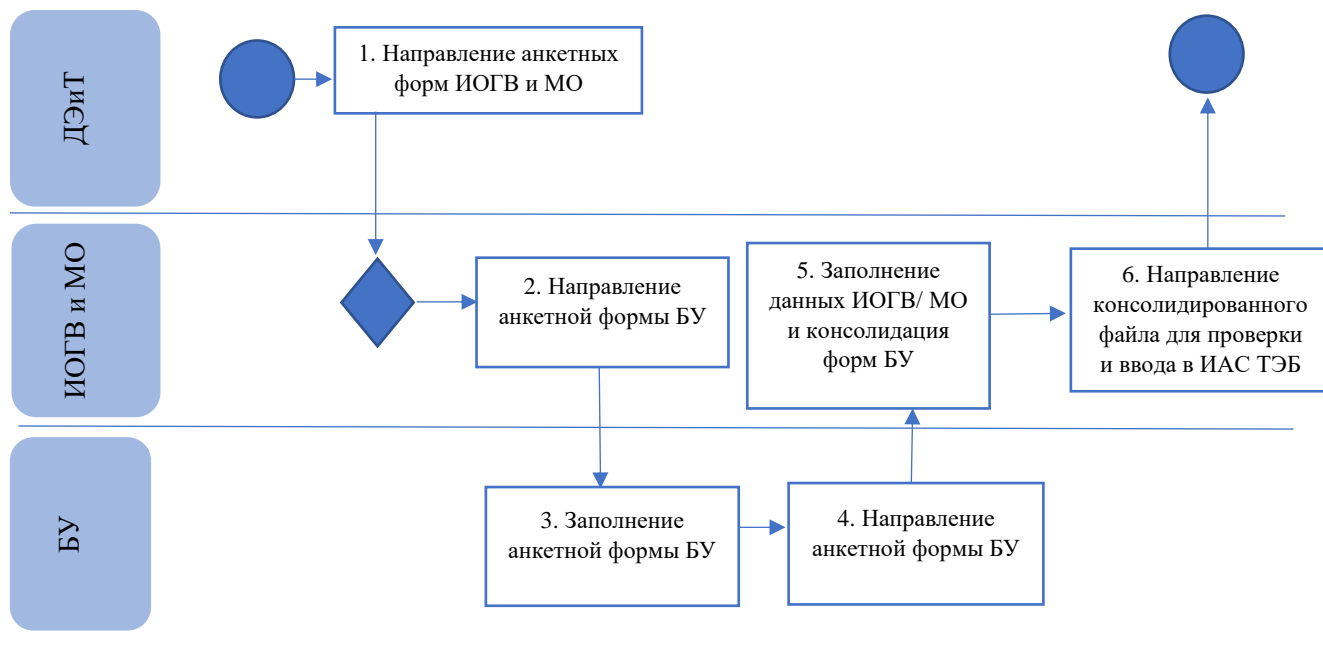 ДЭиТ
1. Направление анкетных
форм ИОГВ и МО
ИОГВ и МО
2. Направление
анкетной формы БУ
5. Заполнение
данных ИОГВ/ МО
и консолидация
форм БУ
6. Направление
консолидированного
файла для проверки
и ввода в ИАС ТЭБ
БУ
3. Заполнение
анкетной формы БУ
4. Направление
анкетной формы БУ